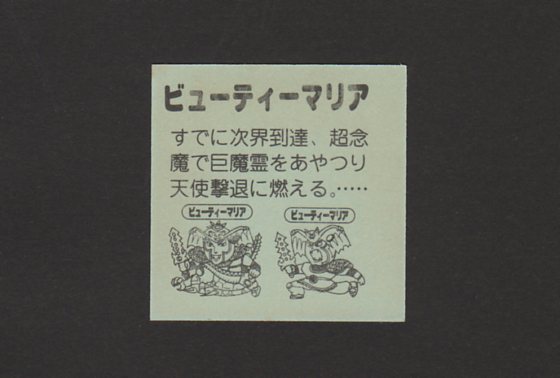 ビューティーマリア
すでに次界到達、超念
魔で巨魔霊をあやつり
天使撃退に燃える。……
ビューティーマリア
ビューティーマリア